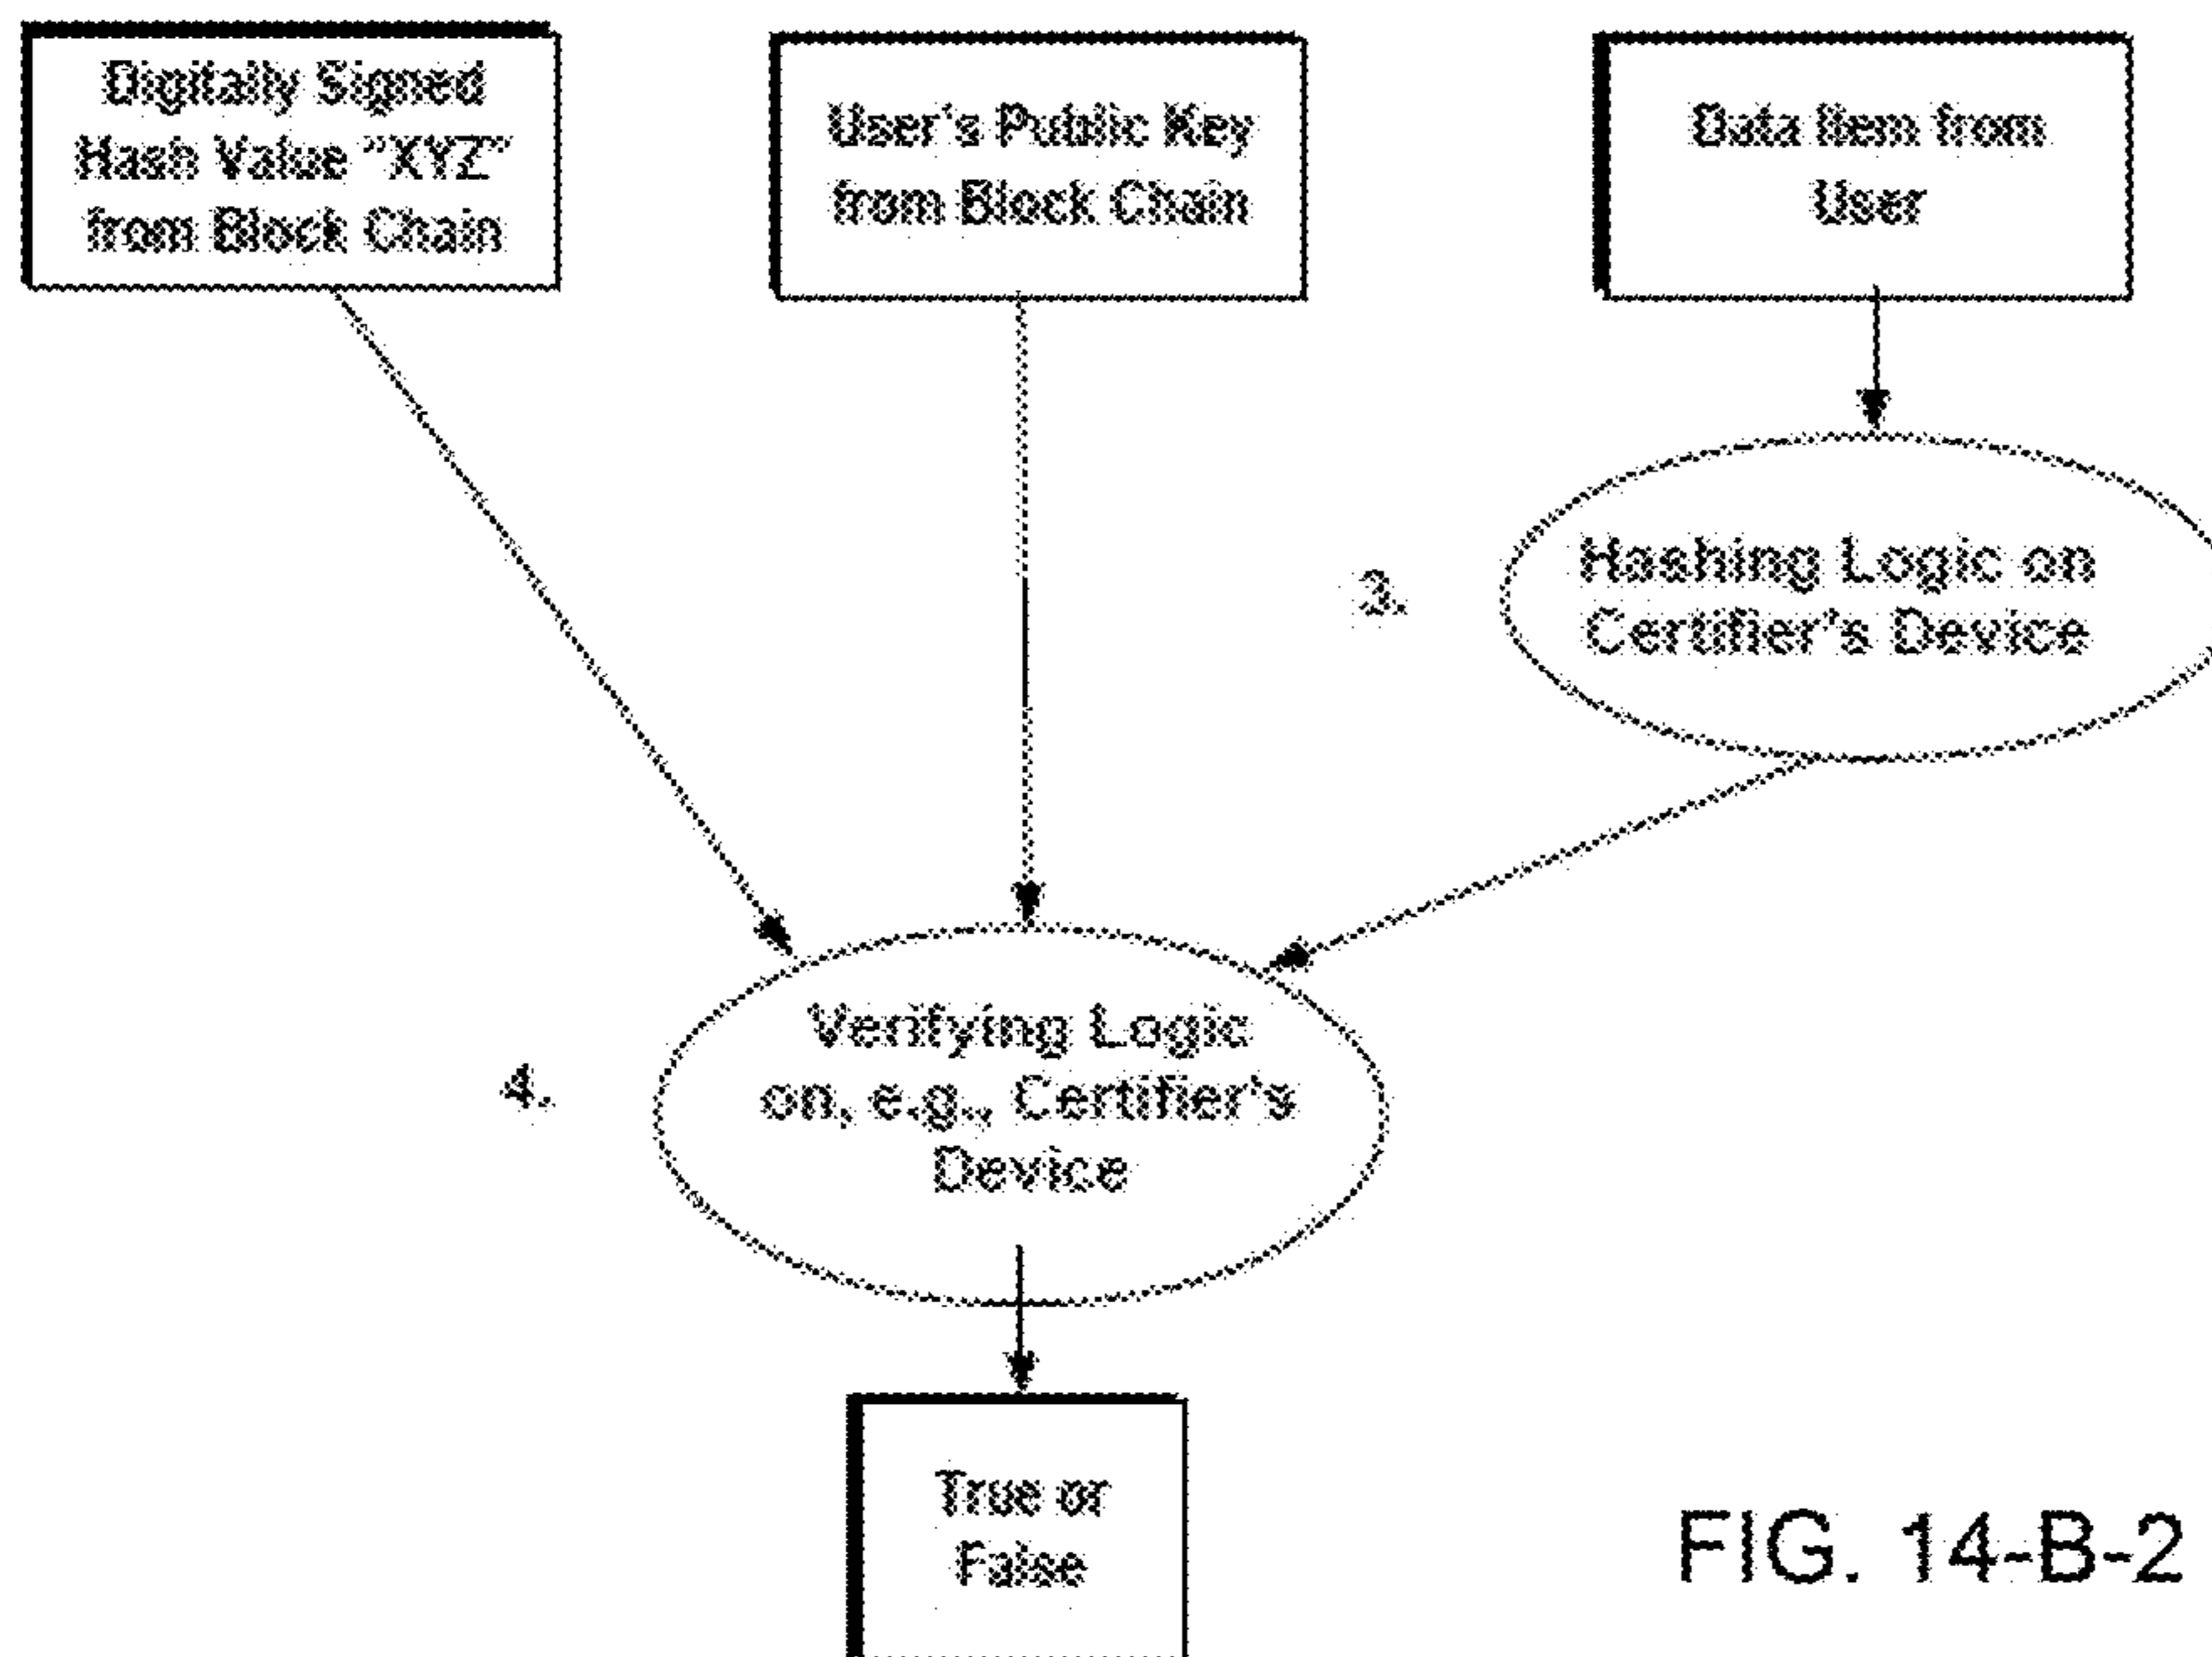 Digitally Signed
Hash Value "XYZ"
from Block Chain
User's Public Key
from Block Chain
Data Item from
User
3.
Hashing Logic on
Certifier's Device
4.
Verifying Logic
on, e.g., Certifier's
Device
True or
False
FIG. 14-B-2